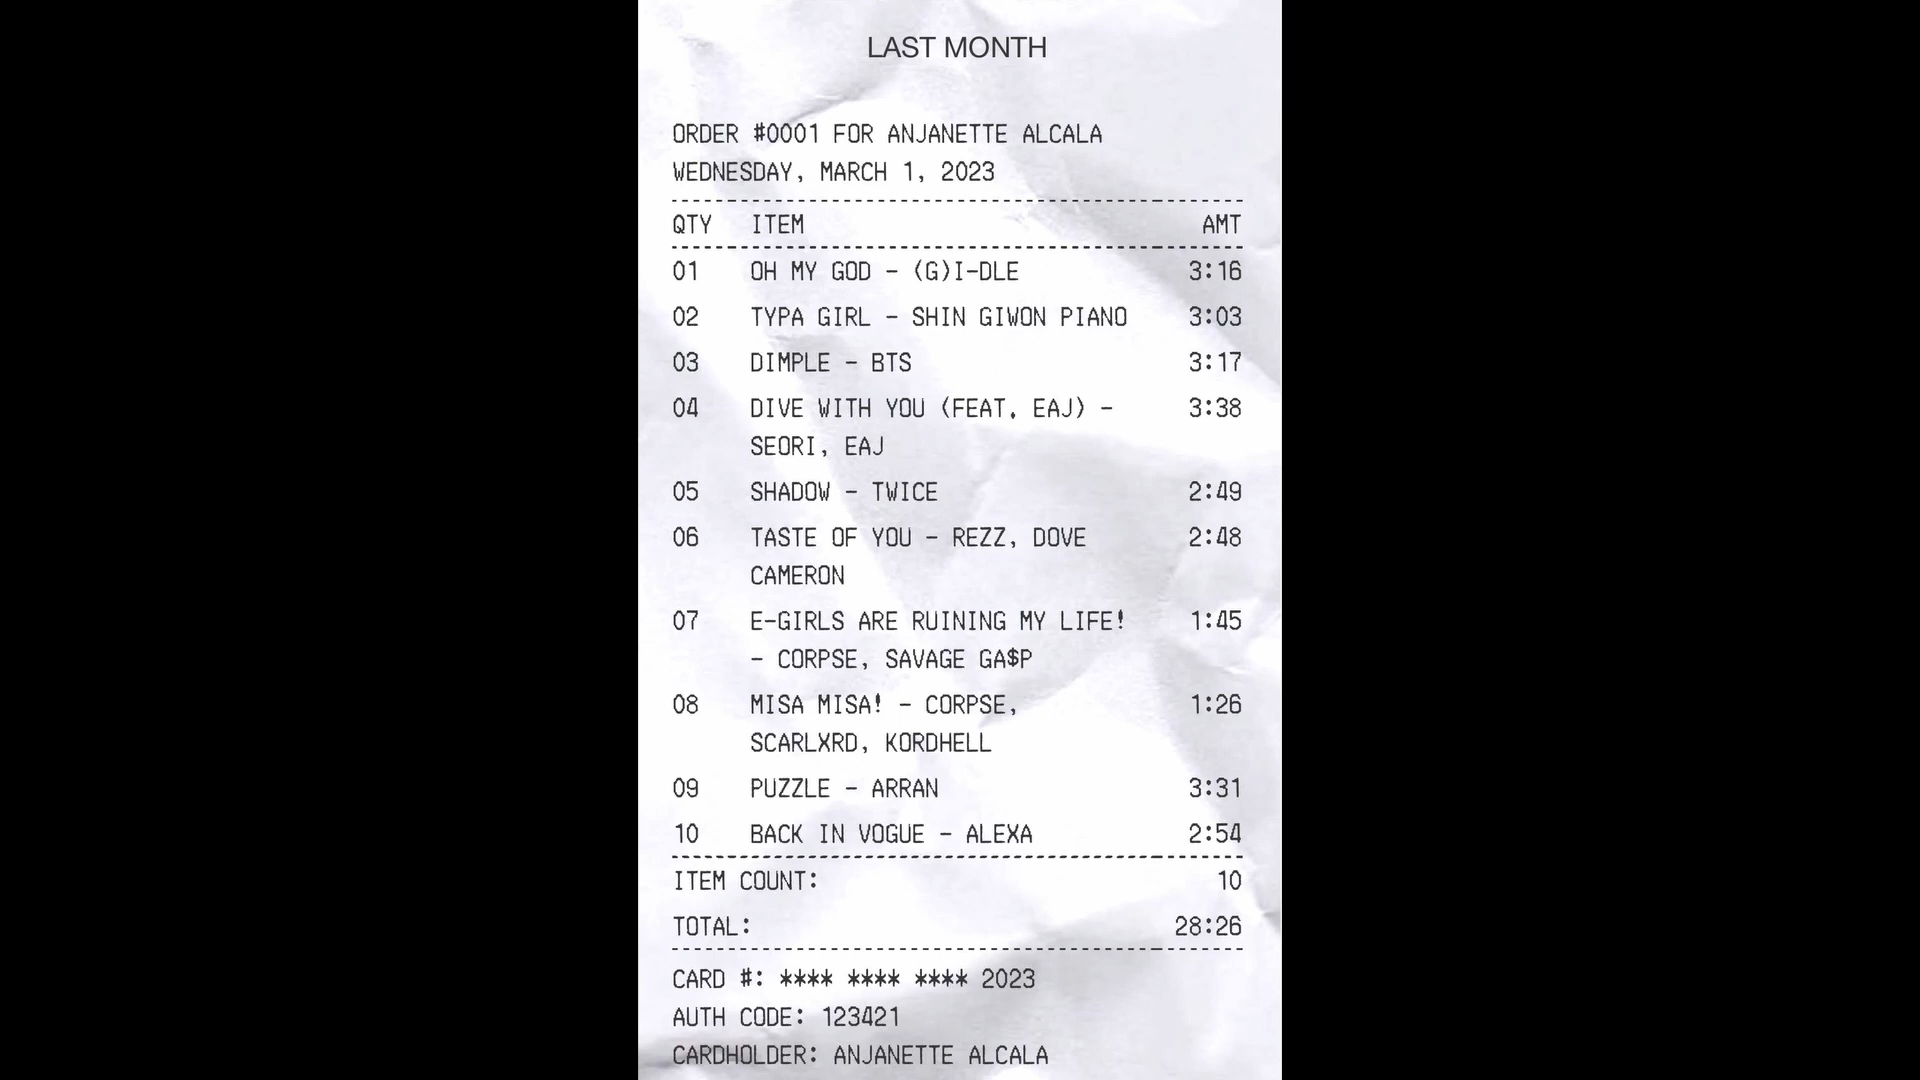 LAST MONTH
ORDER #0001 FOR ANJANETTE ALCALA
WEDNESDAY, MARCH 1, 2023
QTY ITEM AMT
01 OH MY GOD - (G)I-DLE 3:16
02 TYPA GIRL - SHIN GIWON PIANO 3:03
03 DIMPLE - BTS 3:17
04 DIVE WITH YOU (FEAT. EAJ) - 3:38
SEORI, EAJ
05 SHADOW - TWICE 2:49
06 TASTE OF YOU - REZZ, DOVE 2:48
CAMERON
07 E-GIRLS ARE RUINING MY LIFE! 1:45
- CORPSE, SAVAGE GA$P
08 MISA MISA! - CORPSE, 1:26
SCARLXRD, KORDHELL
09 PUZZLE - ARRAN 3:31
10 BACK IN VOGUE - ALEXA 2:54
ITEM COUNT: 10
TOTAL: 28:26
CARD #: **** **** **** 2023
AUTH CODE: 123421
CARDHOLDER: ANJANETTE ALCALA